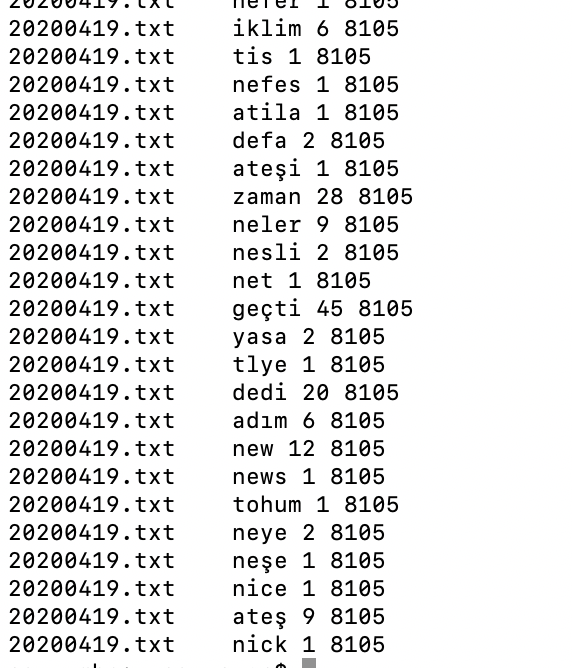 20200419.txt nefer 1 8105
20200419.txt iklim 6 8105
20200419.txt tis 1 8105
20200419.txt nefes 1 8105
20200419.txt atila 1 8105
20200419.txt defa 2 8105
20200419.txt ateşi 1 8105
20200419.txt zaman 28 8105
20200419.txt neler 9 8105
20200419.txt nesli 2 8105
20200419.txt net 1 8105
20200419.txt geçti 45 8105
20200419.txt yasa 2 8105
20200419.txt tlye 1 8105
20200419.txt dedi 20 8105
20200419.txt adım 6 8105
20200419.txt new 12 8105
20200419.txt news 1 8105
20200419.txt tohum 1 8105
20200419.txt neye 2 8105
20200419.txt neşe 1 8105
20200419.txt nice 1 8105
20200419.txt ateş 9 8105
20200419.txt nick 1 8105